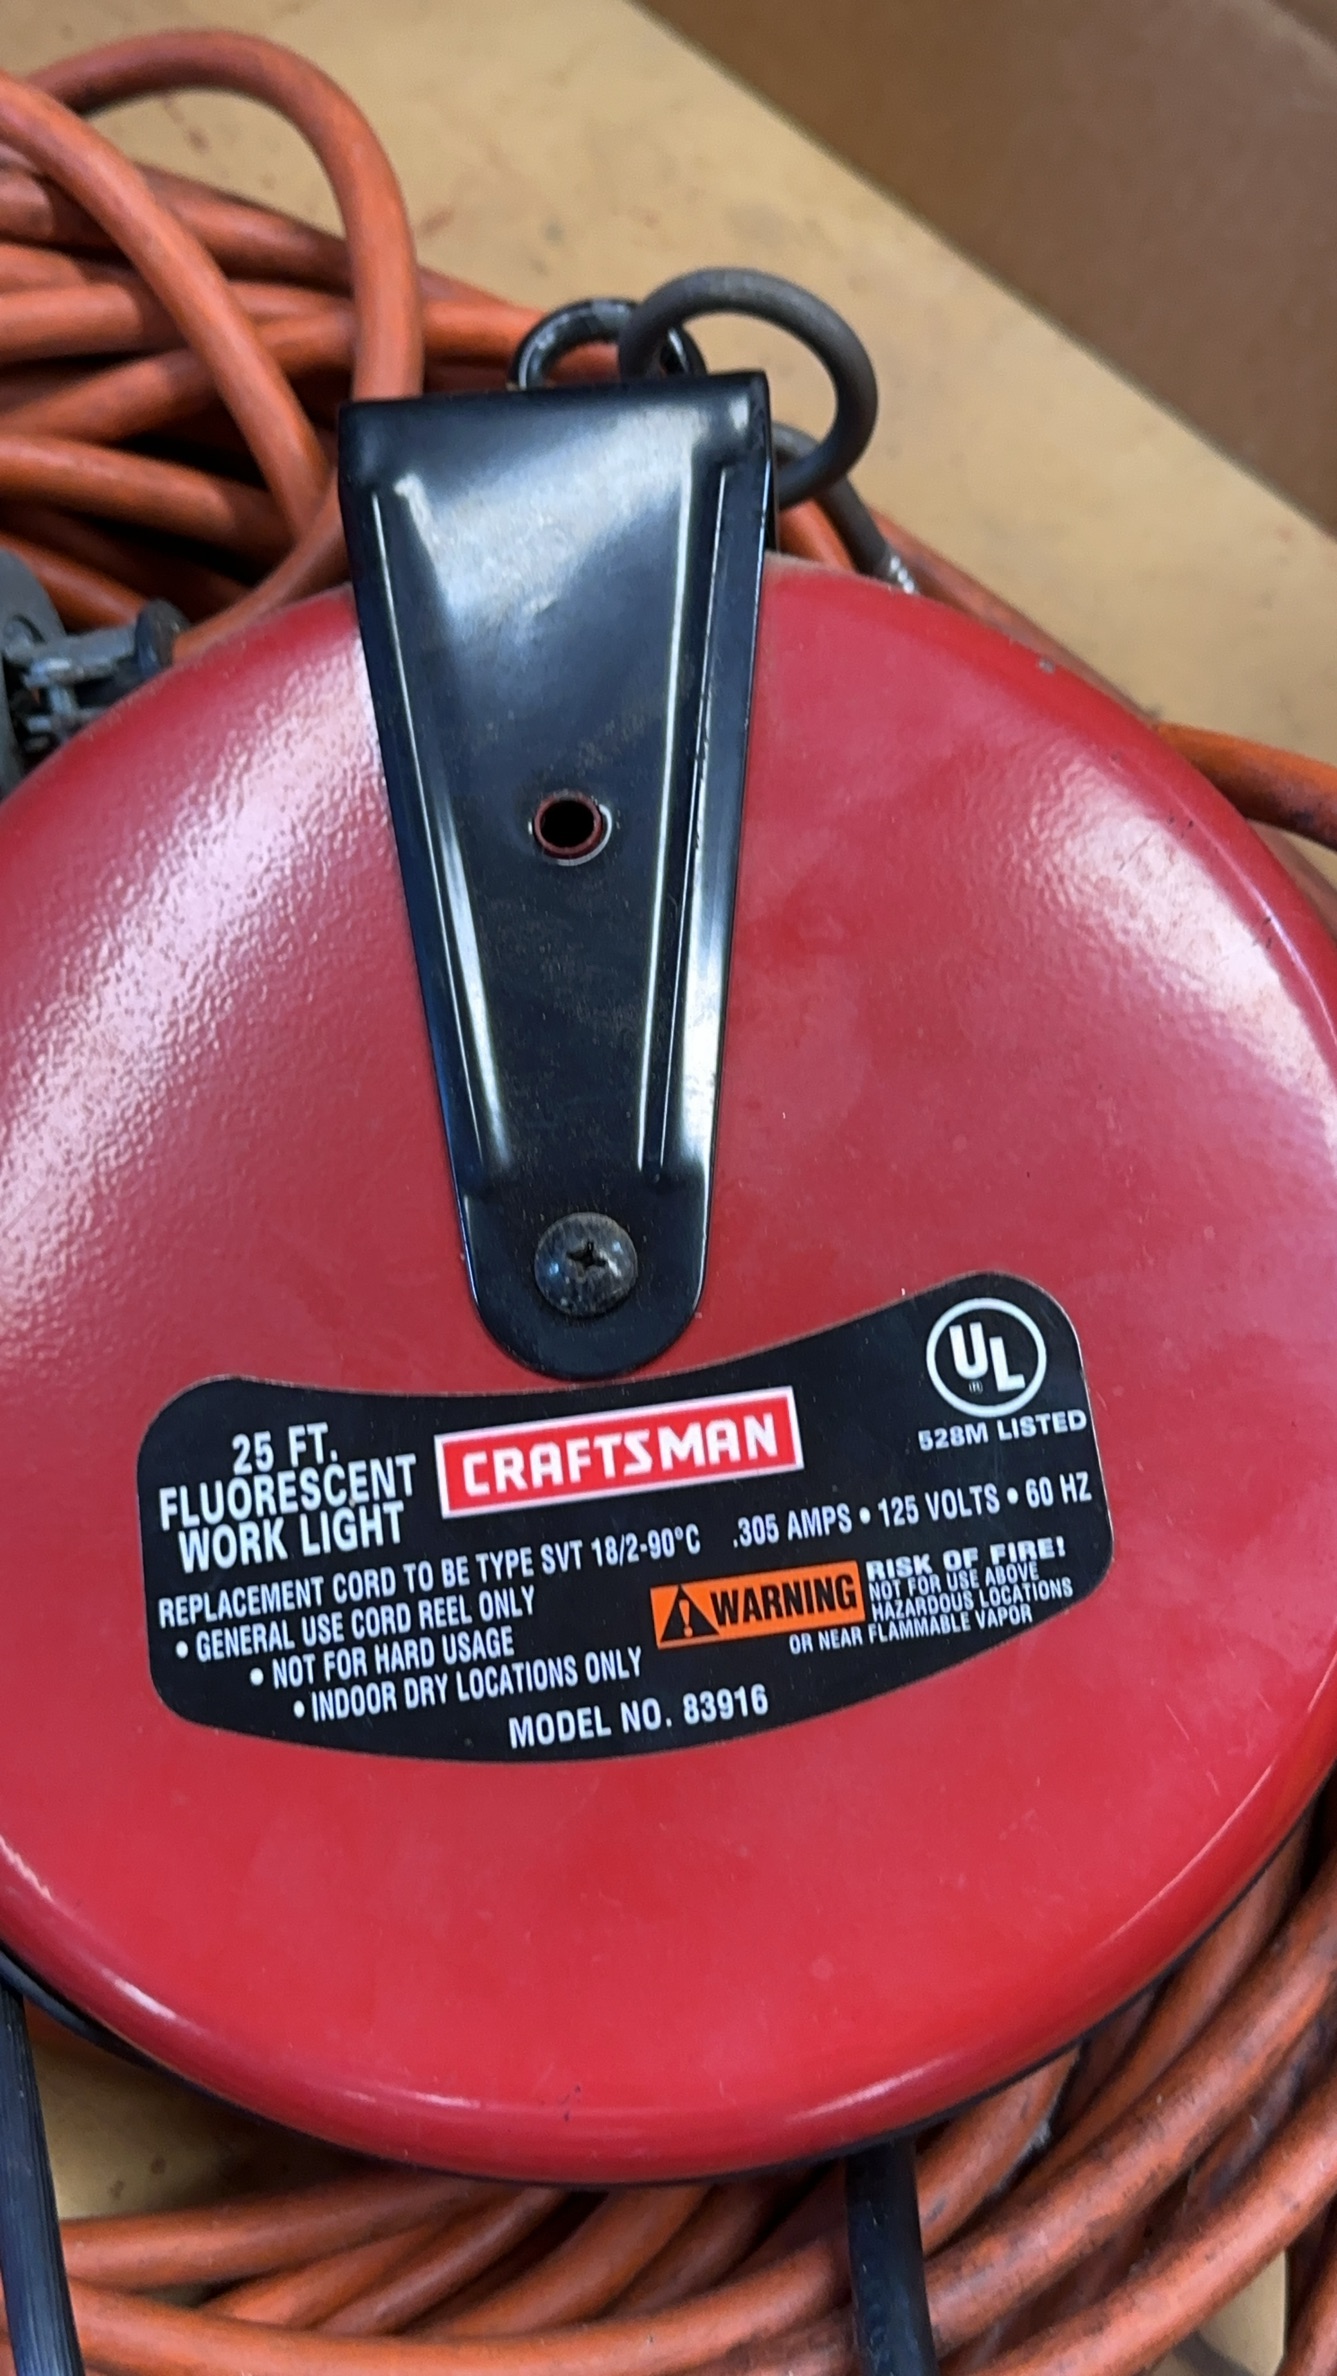 25 FT.
FLUORESCENT
WORK LIGHT
CRAFTSMAN
UL
®
528M LISTED
REPLACEMENT CORD TO BE TYPE SVT 18/2-90°C
.305 AMPS • 125 VOLTS • 60 HZ
• GENERAL USE CORD REEL ONLY
• NOT FOR HARD USAGE
• INDOOR DRY LOCATIONS ONLY
WARNING
RISK OF FIRE!
NOT FOR USE ABOVE
HAZARDOUS LOCATIONS
OR NEAR FLAMMABLE VAPOR
MODEL NO. 83916